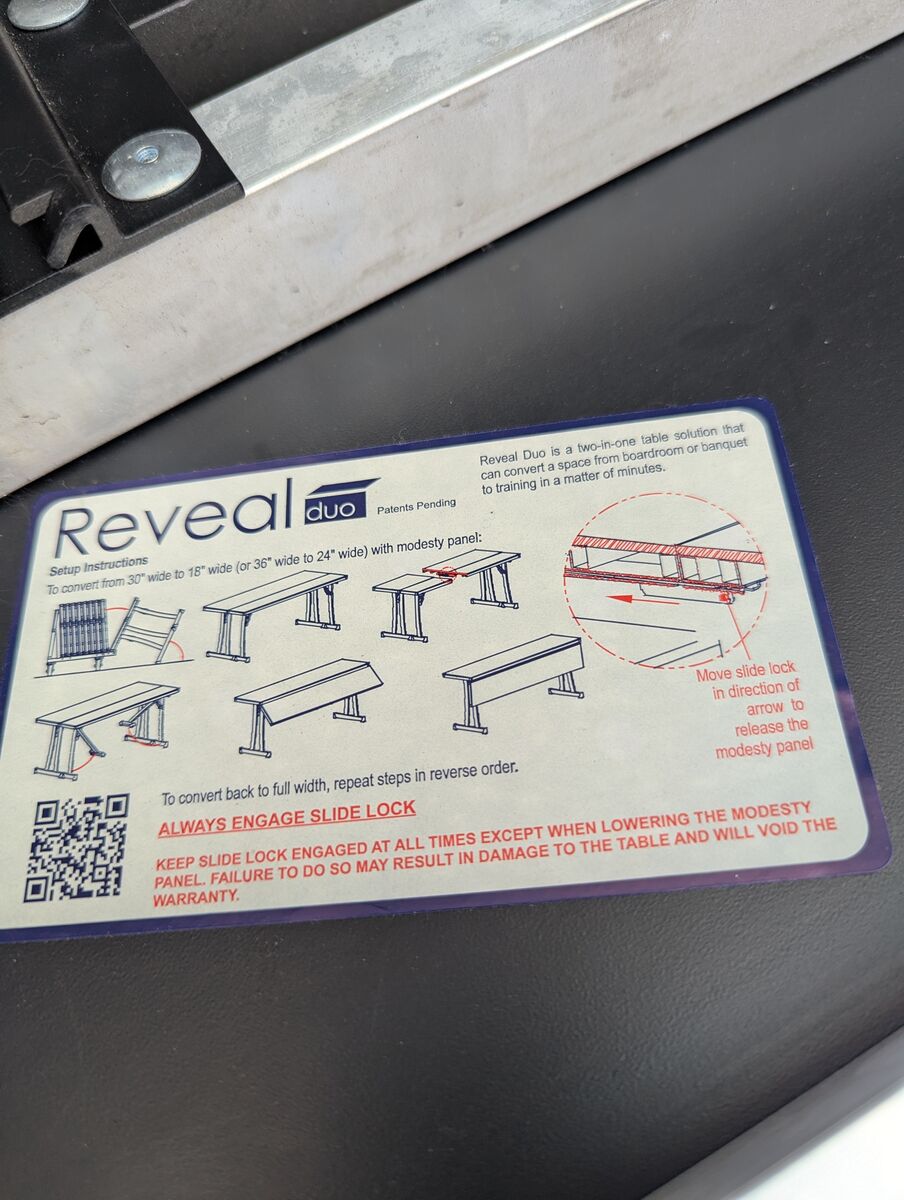 Reveal duo Patents Pending
Reveal Duo is a two-in-one table solution that
can convert a space from boardroom or banquet
to training in a matter of minutes.
Setup Instructions
To convert from 30" wide to 18" wide (or 36" wide to 24" wide) with modesty panel:
Move slide lock
in direction of
arrow to
release the
modesty panel
To convert back to full width, repeat steps in reverse order.
ALWAYS ENGAGE SLIDE LOCK
KEEP SLIDE LOCK ENGAGED AT ALL TIMES EXCEPT WHEN LOWERING THE MODESTY
PANEL. FAILURE TO DO SO MAY RESULT IN DAMAGE TO THE TABLE AND WILL VOID THE
WARRANTY.